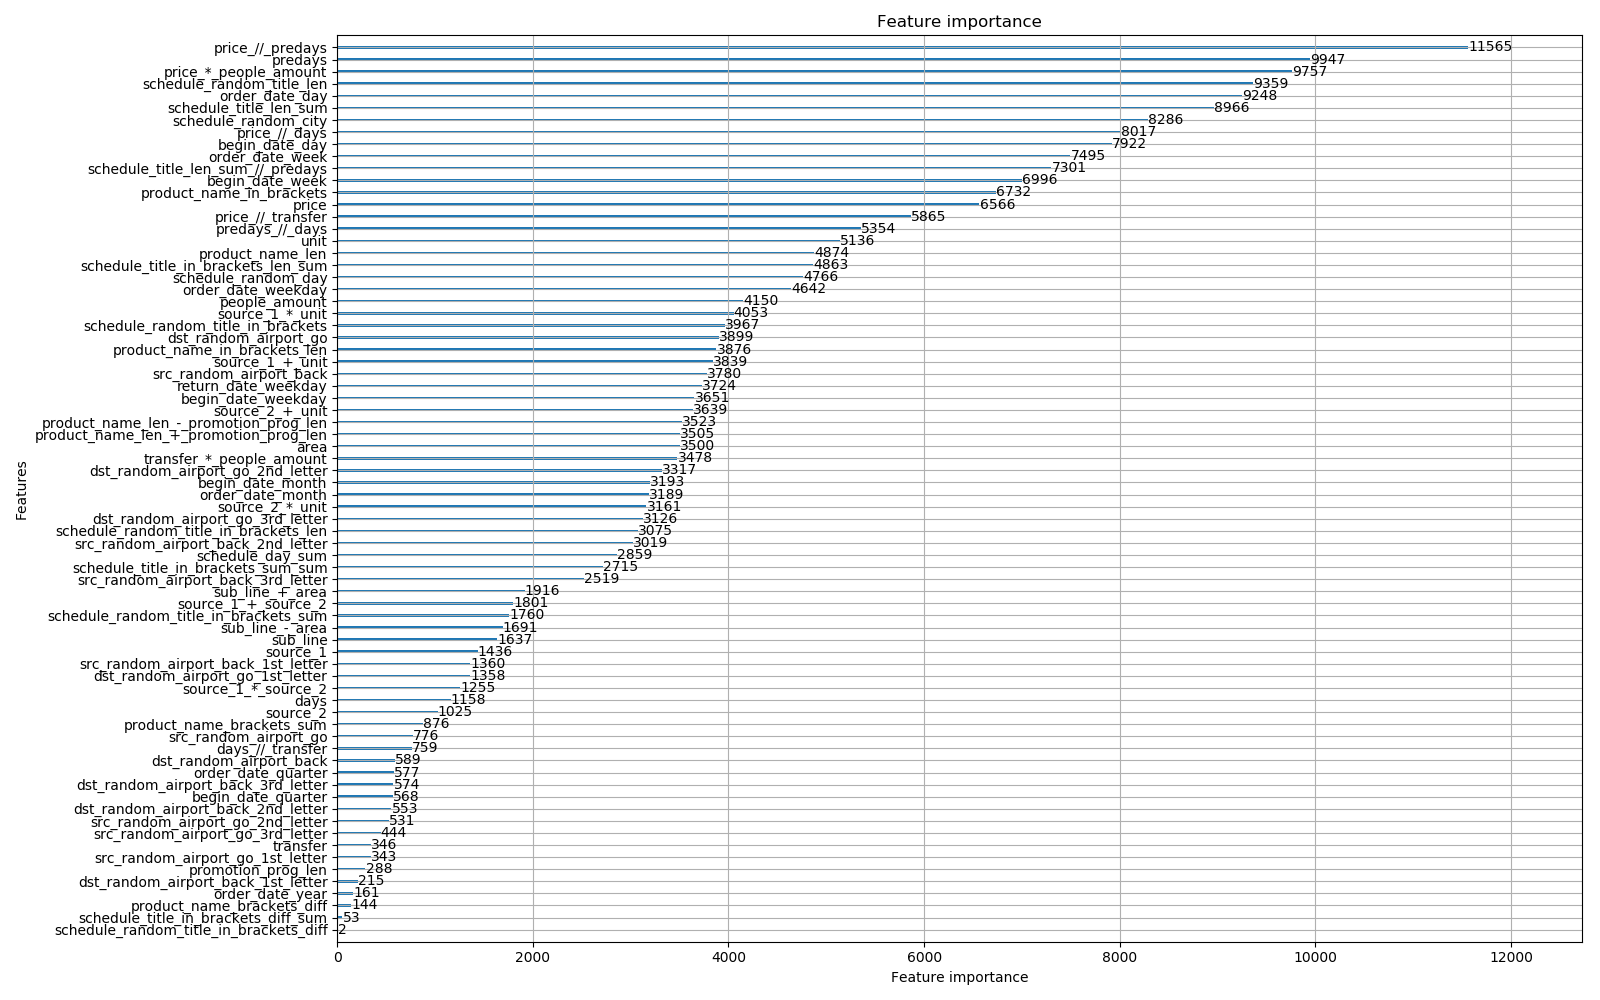 Feature importance
price_//_predays 11565
predays 9947
price_*_people_amount 9757
schedule_random_title_len 9359
order_date_day 9248
schedule_title_len_sum 8966
schedule_random_city 8286
price_//_days 8017
begin_date_day 7922
order_date_week 7495
schedule_title_len_sum_//_predays 7301
begin_date_week 6996
product_name_in_brackets 6732
price 6566
price_//_transfer 5865
predays_//_days 5354
unit 5136
product_name_len 4874
schedule_title_in_brackets_len_sum 4863
schedule_random_day 4766
order_date_weekday 4642
people_amount 4150
source_1_*_unit 4053
schedule_random_title_in_brackets 3967
dst_random_airport_go 3899
product_name_in_brackets_len 3876
source_1_+_unit 3839
src_random_airport_back 3780
return_date_weekday 3724
begin_date_weekday 3651
source_2_+_unit 3639
product_name_len_-_promotion_prog_len 3523
product_name_len_+_promotion_prog_len 3505
area 3500
transfer_*_people_amount 3478
dst_random_airport_go_2nd_letter 3317
begin_date_month 3193
order_date_month 3189
source_2_*_unit 3161
dst_random_airport_go_3rd_letter 3126
schedule_random_title_in_brackets_len 3075
src_random_airport_back_2nd_letter 3019
schedule_day_sum 2859
schedule_title_in_brackets_sum_sum 2715
src_random_airport_back_3rd_letter 2519
sub_line_+_area 1916
source_1_+_source_2 1801
schedule_random_title_in_brackets_sum 1760
sub_line_-_area 1691
sub_line 1637
source_1 1436
src_random_airport_back_1st_letter 1360
dst_random_airport_go_1st_letter 1358
source_1_*_source_2 1255
days 1158
source_2 1025
product_name_brackets_sum 876
src_random_airport_go 776
days_//_transfer 759
dst_random_airport_back 589
order_date_quarter 577
dst_random_airport_back_3rd_letter 574
begin_date_quarter 568
dst_random_airport_back_2nd_letter 553
src_random_airport_go_2nd_letter 531
src_random_airport_go_3rd_letter 444
transfer 346
src_random_airport_go_1st_letter 343
promotion_prog_len 288
dst_random_airport_back_1st_letter 215
order_date_year 161
product_name_brackets_diff 144
schedule_title_in_brackets_diff_sum 53
schedule_random_title_in_brackets_diff 2
Features
0 2000 4000 6000 8000 10000 12000
Feature importance